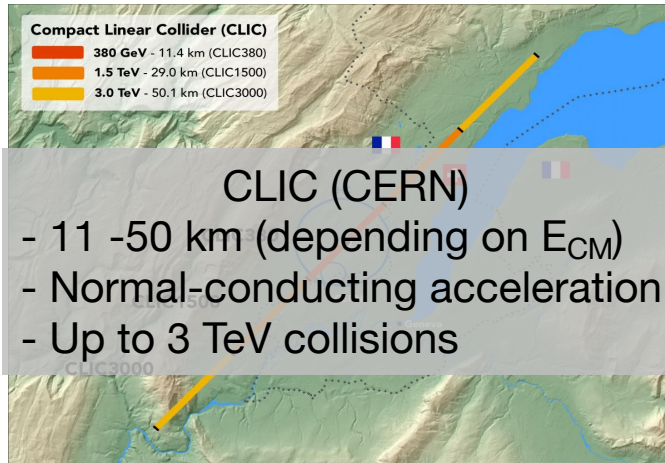 Compact Linear Collider (CLIC)
380 GeV - 11.4 km (CLIC380)
1.5 TeV - 29.0 km (CLIC1500)
3.0 TeV - 50.1 km (CLIC3000)
CLIC (CERN)
- 11 -50 km (depending on E_CM)
- Normal-conducting acceleration
CLIC1500
- Up to 3 TeV collisions
CLIC3000